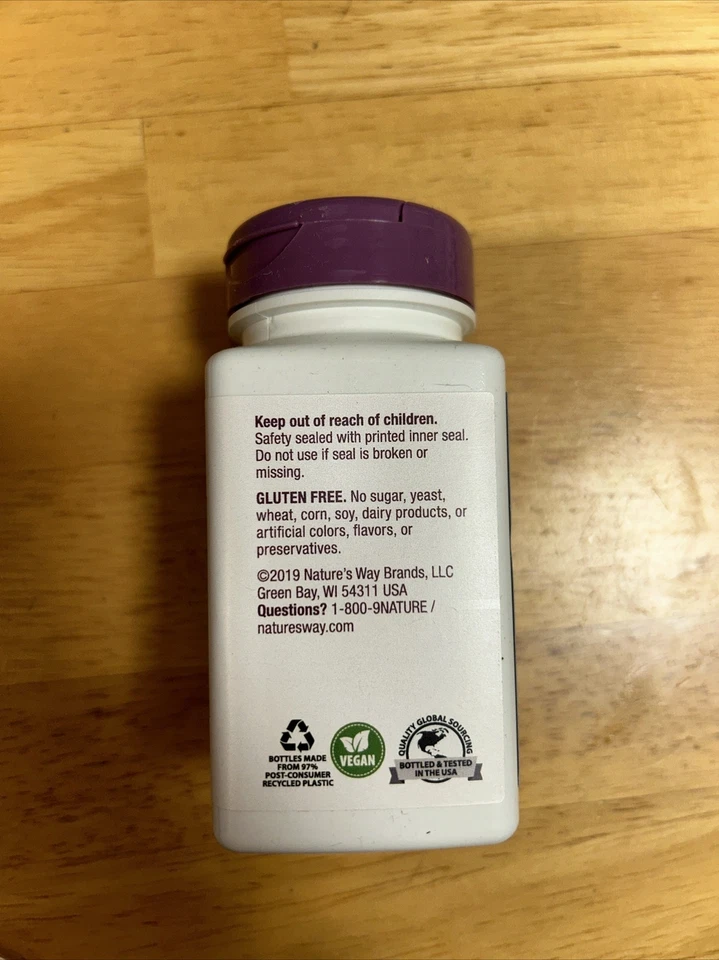 Keep out of reach of children.
Safety sealed with printed inner seal.
Do not use if seal is broken or
missing.
GLUTEN FREE. No sugar, yeast,
wheat, corn, soy, dairy products, or
artificial colors, flavors, or
preservatives.
©2019 Nature's Way Brands, LLC
Green Bay, WI 54311 USA
Questions? 1-800-9NATURE /
naturesway.com
BOTTLES MADE
FROM 97%
POST-CONSUMER
RECYCLED PLASTIC
VEGAN
QUALITY GLOBAL SOURCING
BOTTLED & TESTED
IN THE USA